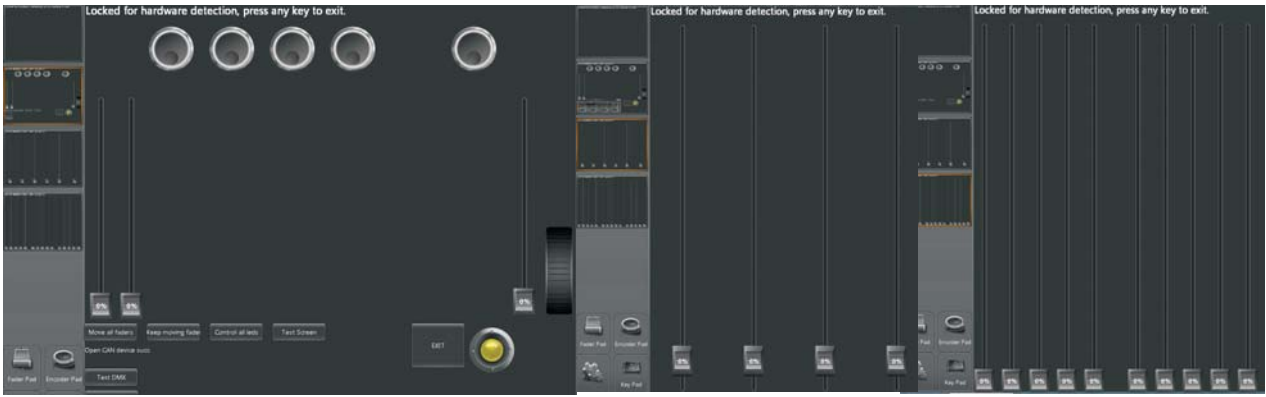 Locked for hardware detection, press any key to exit.
0%
0%
0%
Move all faders
Keep moving fader
Control all leds
Test Screen
EXIT
Open CAN device succ
Fader Pad
Encoder Pad
Test DMX
Locked for hardware detection, press any key to exit.
0%
0%
0%
0%
Fader Pad
Encoder Pad
Key Pad
Locked for hardware detection, press any key to exit.
Pad
Encoder Pad
Key Pad
0%
0%
0%
0%
0%
0%
0%
0%
0%
0%